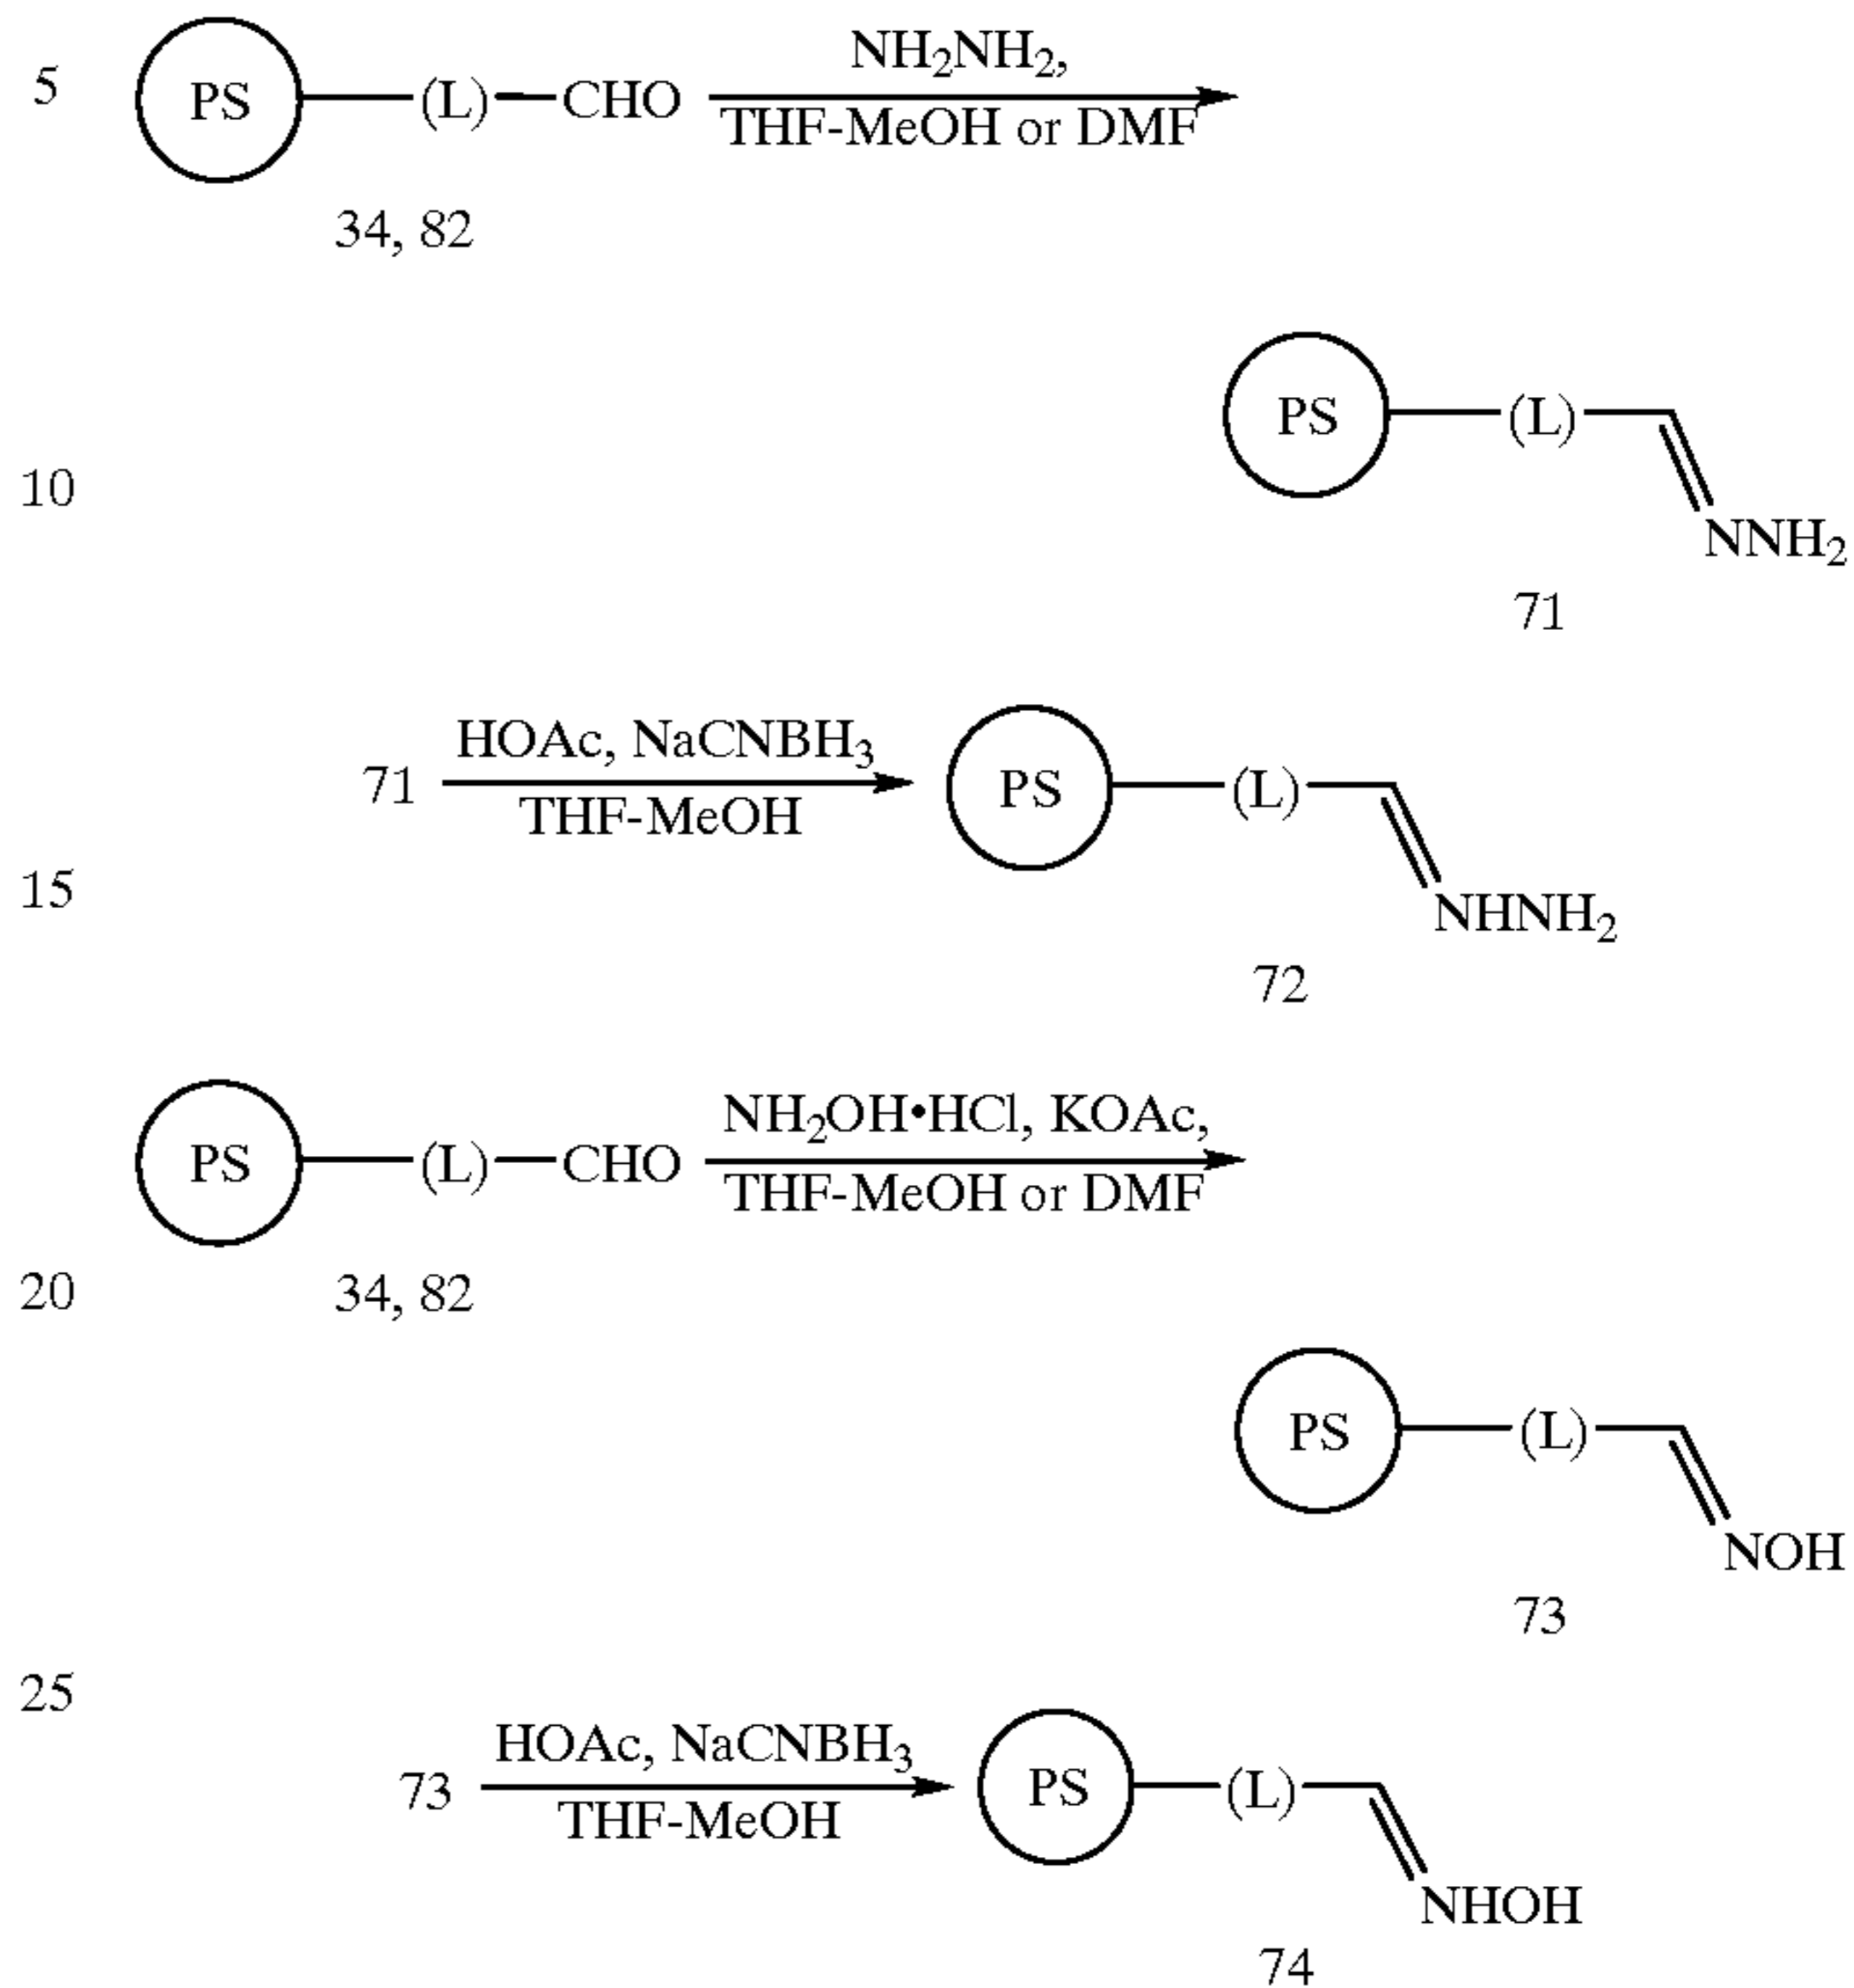 5 PS (L) CHO NH2NH2,
THF-MeOH or DMF
34, 82
PS (L)
10
NNH2
71
71 HOAc, NaCNBH3 PS (L)
THF-MeOH
15
NHNH2
72
PS (L) CHO NH2OH•HCl, KOAc,
THF-MeOH or DMF
20 34, 82
PS (L)
NOH
73
25
73 HOAc, NaCNBH3 PS (L)
THF-MeOH
NHOH
74